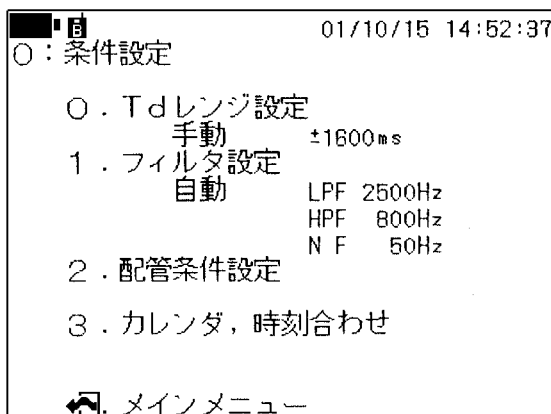 01/10/15 14:52:37
0：条件設定
0．Ｔｄレンジ設定
手動 ±1600ms
1．フィルタ設定
自動 LPF 2500Hz
HPF 800Hz
N F 50Hz
2．配管条件設定
3．カレンダ，時刻合わせ
．メインメニュー